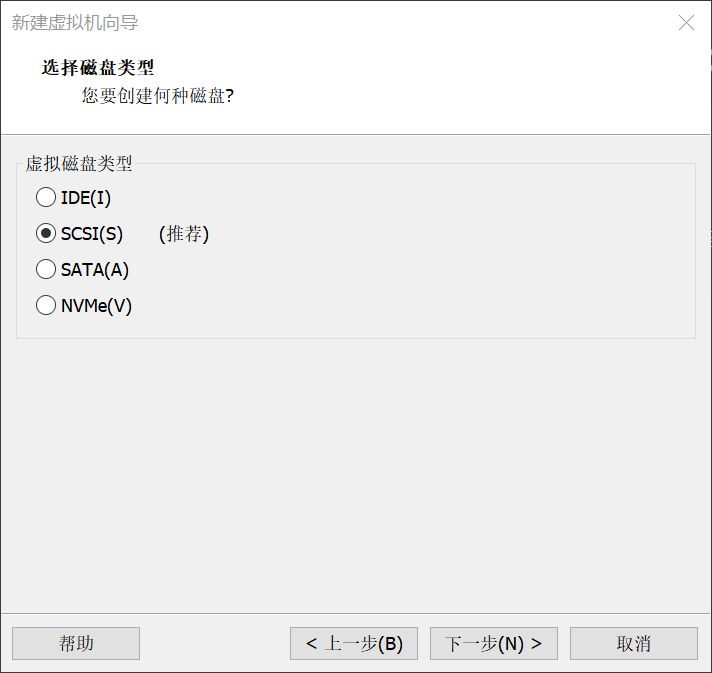 新建虚拟机向导
选择磁盘类型
您要创建何种磁盘?
虚拟磁盘类型
IDE(I)
SCSI(S) (推荐)
SATA(A)
NVMe(V)
帮助 < 上一步(B) 下一步(N) > 取消